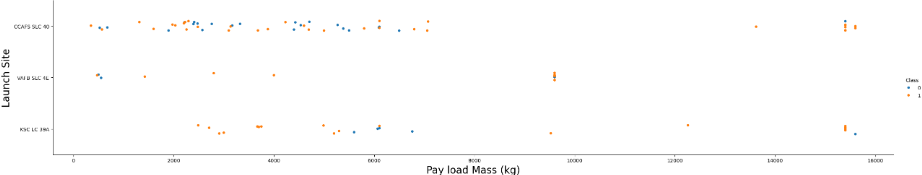 CCAFS SLC 40
VAFB SLC 4E
KSC LC 39A
Launch Site
Class
0
1
0
2000
4000
6000
8000
10000
12000
14000
16000
Pay load Mass (kg)